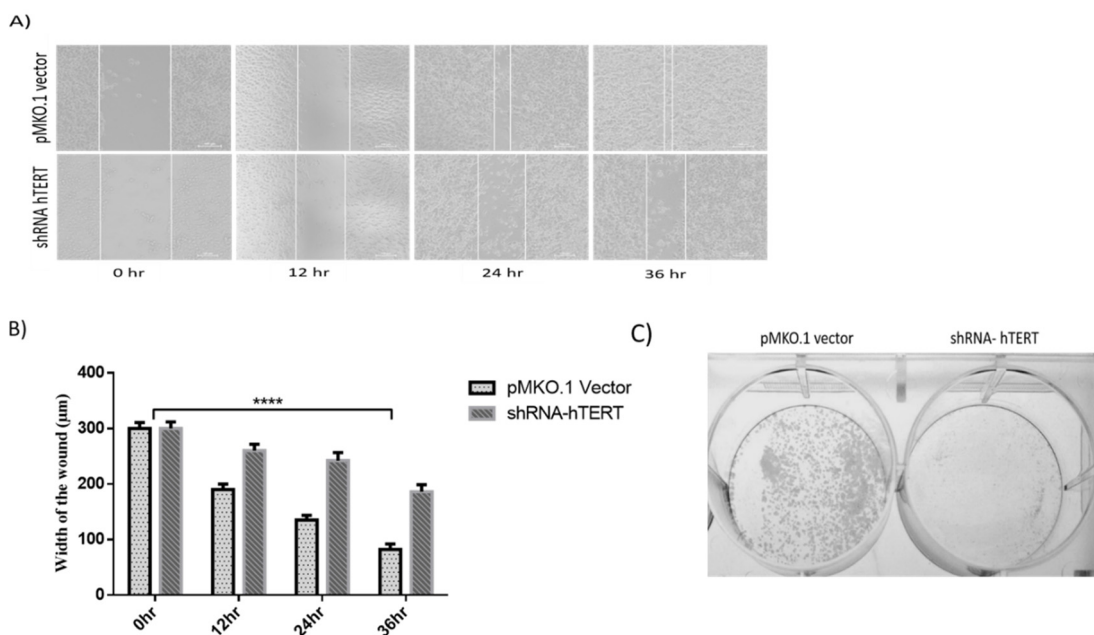 A)
pMKO.1 vector
shRNA hTERT
0 hr
12 hr
24 hr
36 hr
B)
Width of the wound (μm)
400
300
200
100
0
****
0hr
12hr
24hr
36hr
pMKO.1 Vector
shRNA-hTERT
C)
pMKO.1 vector
shRNA- hTERT